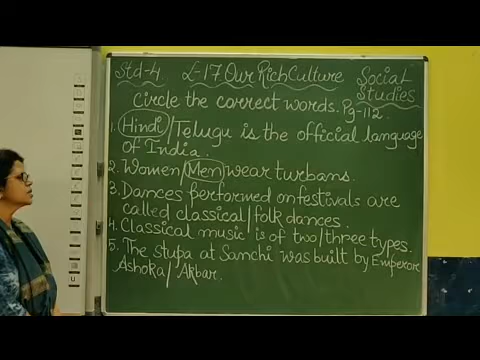 Std-4 L-17 Our Rich Culture Social Studies
Circle the correct words. Pg-112.
1. Hindi/Telugu is the official language
of India.
2. Women/Men wear turbans.
3. Dances performed on festivals are
called classical/folk dances.
4. Classical music is of two/three types.
5. The stupa at Sanchi was built by Emperor
Ashoka/Akbar.